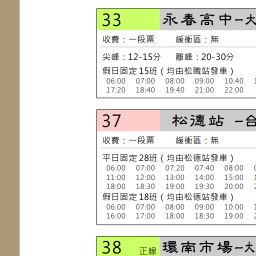 33 永春高中-大
收費：一段票 緩衝區：無
尖峰：12-15分 離峰：20-30分
假日固定15班（均由松職站發車）
06:00 07:00 08:00 09:00 10:40 1
17:20 18:40 19:40 21:00 22:00
37 松德站 -台
收費：一段票 緩衝區：無
平日固定28班（均由松德站發車）
06:00 07:00 07:20 07:40 08:00
11:00 12:00 13:00 14:00 15:00
18:00 18:30 19:00 19:30 20:00
假日固定18班（均由松德站發車）
06:00 07:00 08:00 09:00 10:00
16:00 17:00 18:00 18:30 19:00
38 正線 環南市場-大